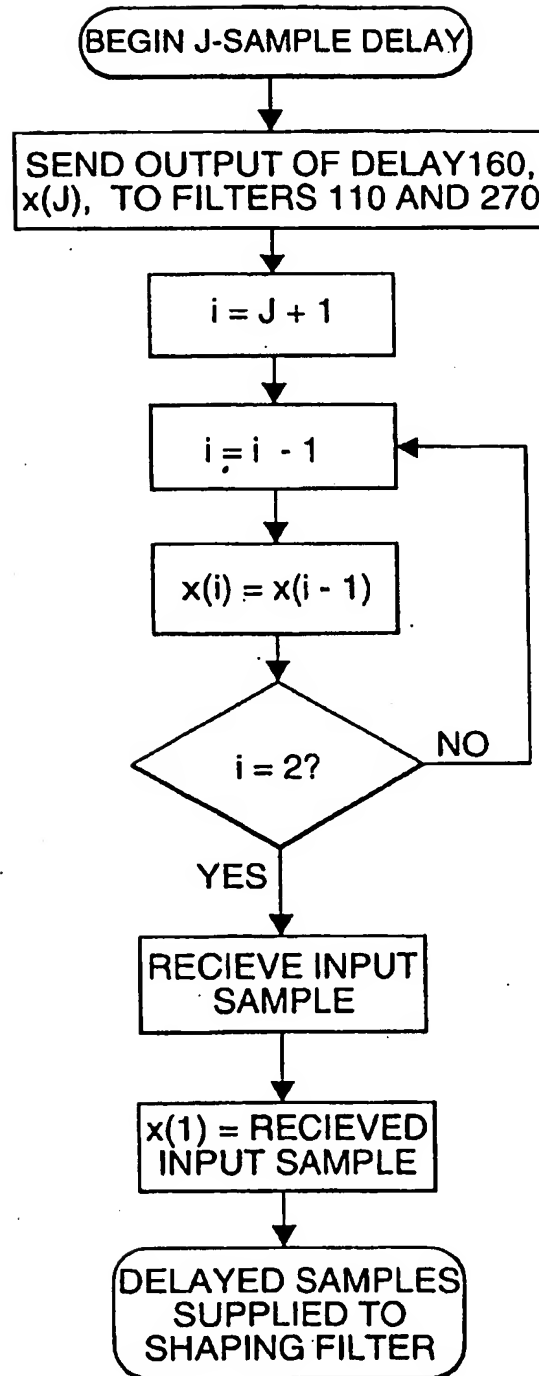 BEGIN J-SAMPLE DELAY
SEND OUTPUT OF DELAY160,
x(J), TO FILTERS 110 AND 270
i = J + 1
i = i - 1
x(i) = x(i - 1)
i = 2?
NO
YES
RECIEVE INPUT
SAMPLE
x(1) = RECIEVED
INPUT SAMPLE
DELAYED SAMPLES
SUPPLIED TO
SHAPING FILTER